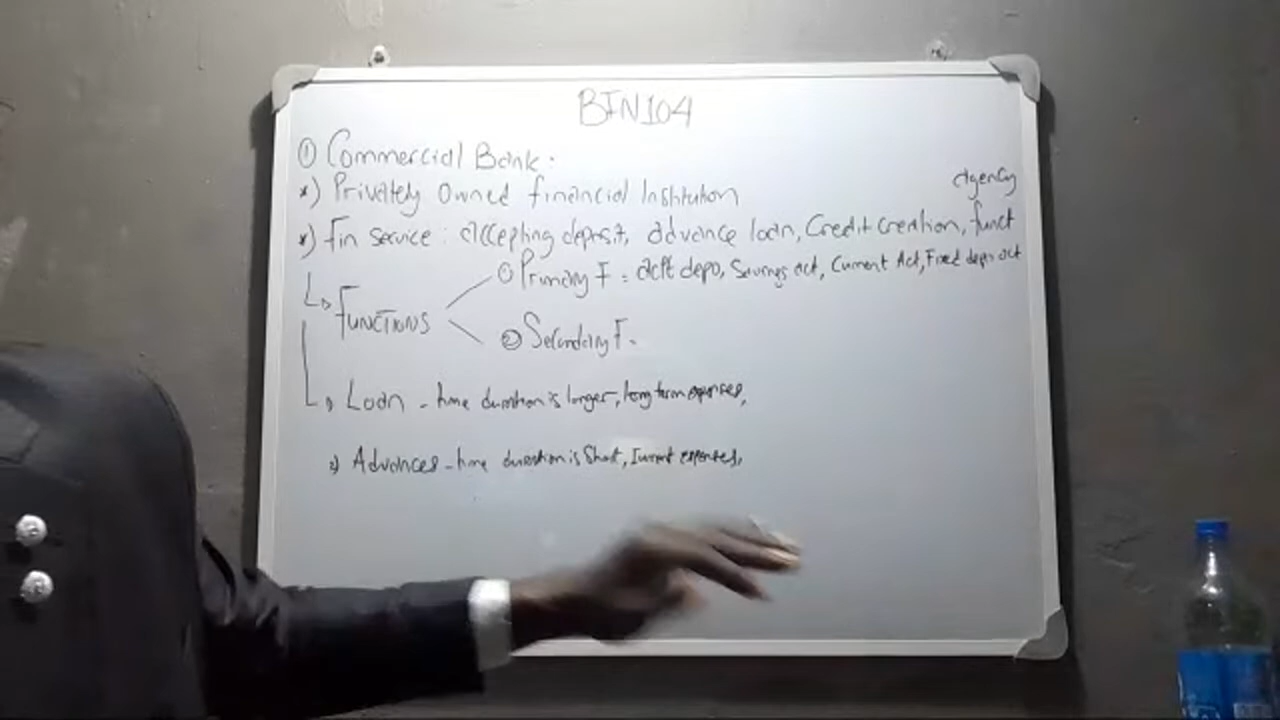 BFN104
① Commercial Bank.
*) Privately Owned financial Institution
Agency
*) Fin service : accepting deposit, advance loan, Credit Creation, funct
① Primary F = acpt depo, Savings act, Current Act, Fixed depo act
↳ FUNCTIONS
② Secondary F.
↳ Loan - time duration is longer, long term expenses,
2) Advances - time duration is Short, Current expenses,